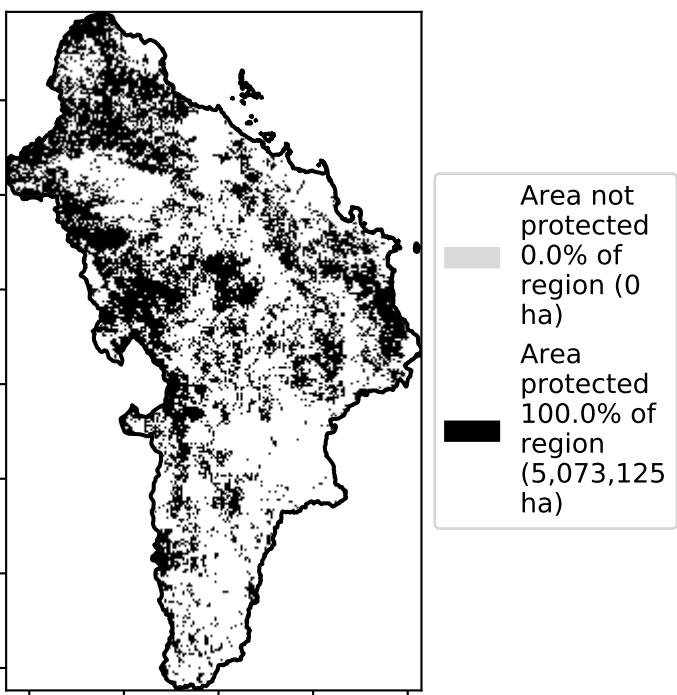 Area not
protected
0.0% of
region (0
ha)
Area
protected
100.0% of
region
(5,073,125
ha)